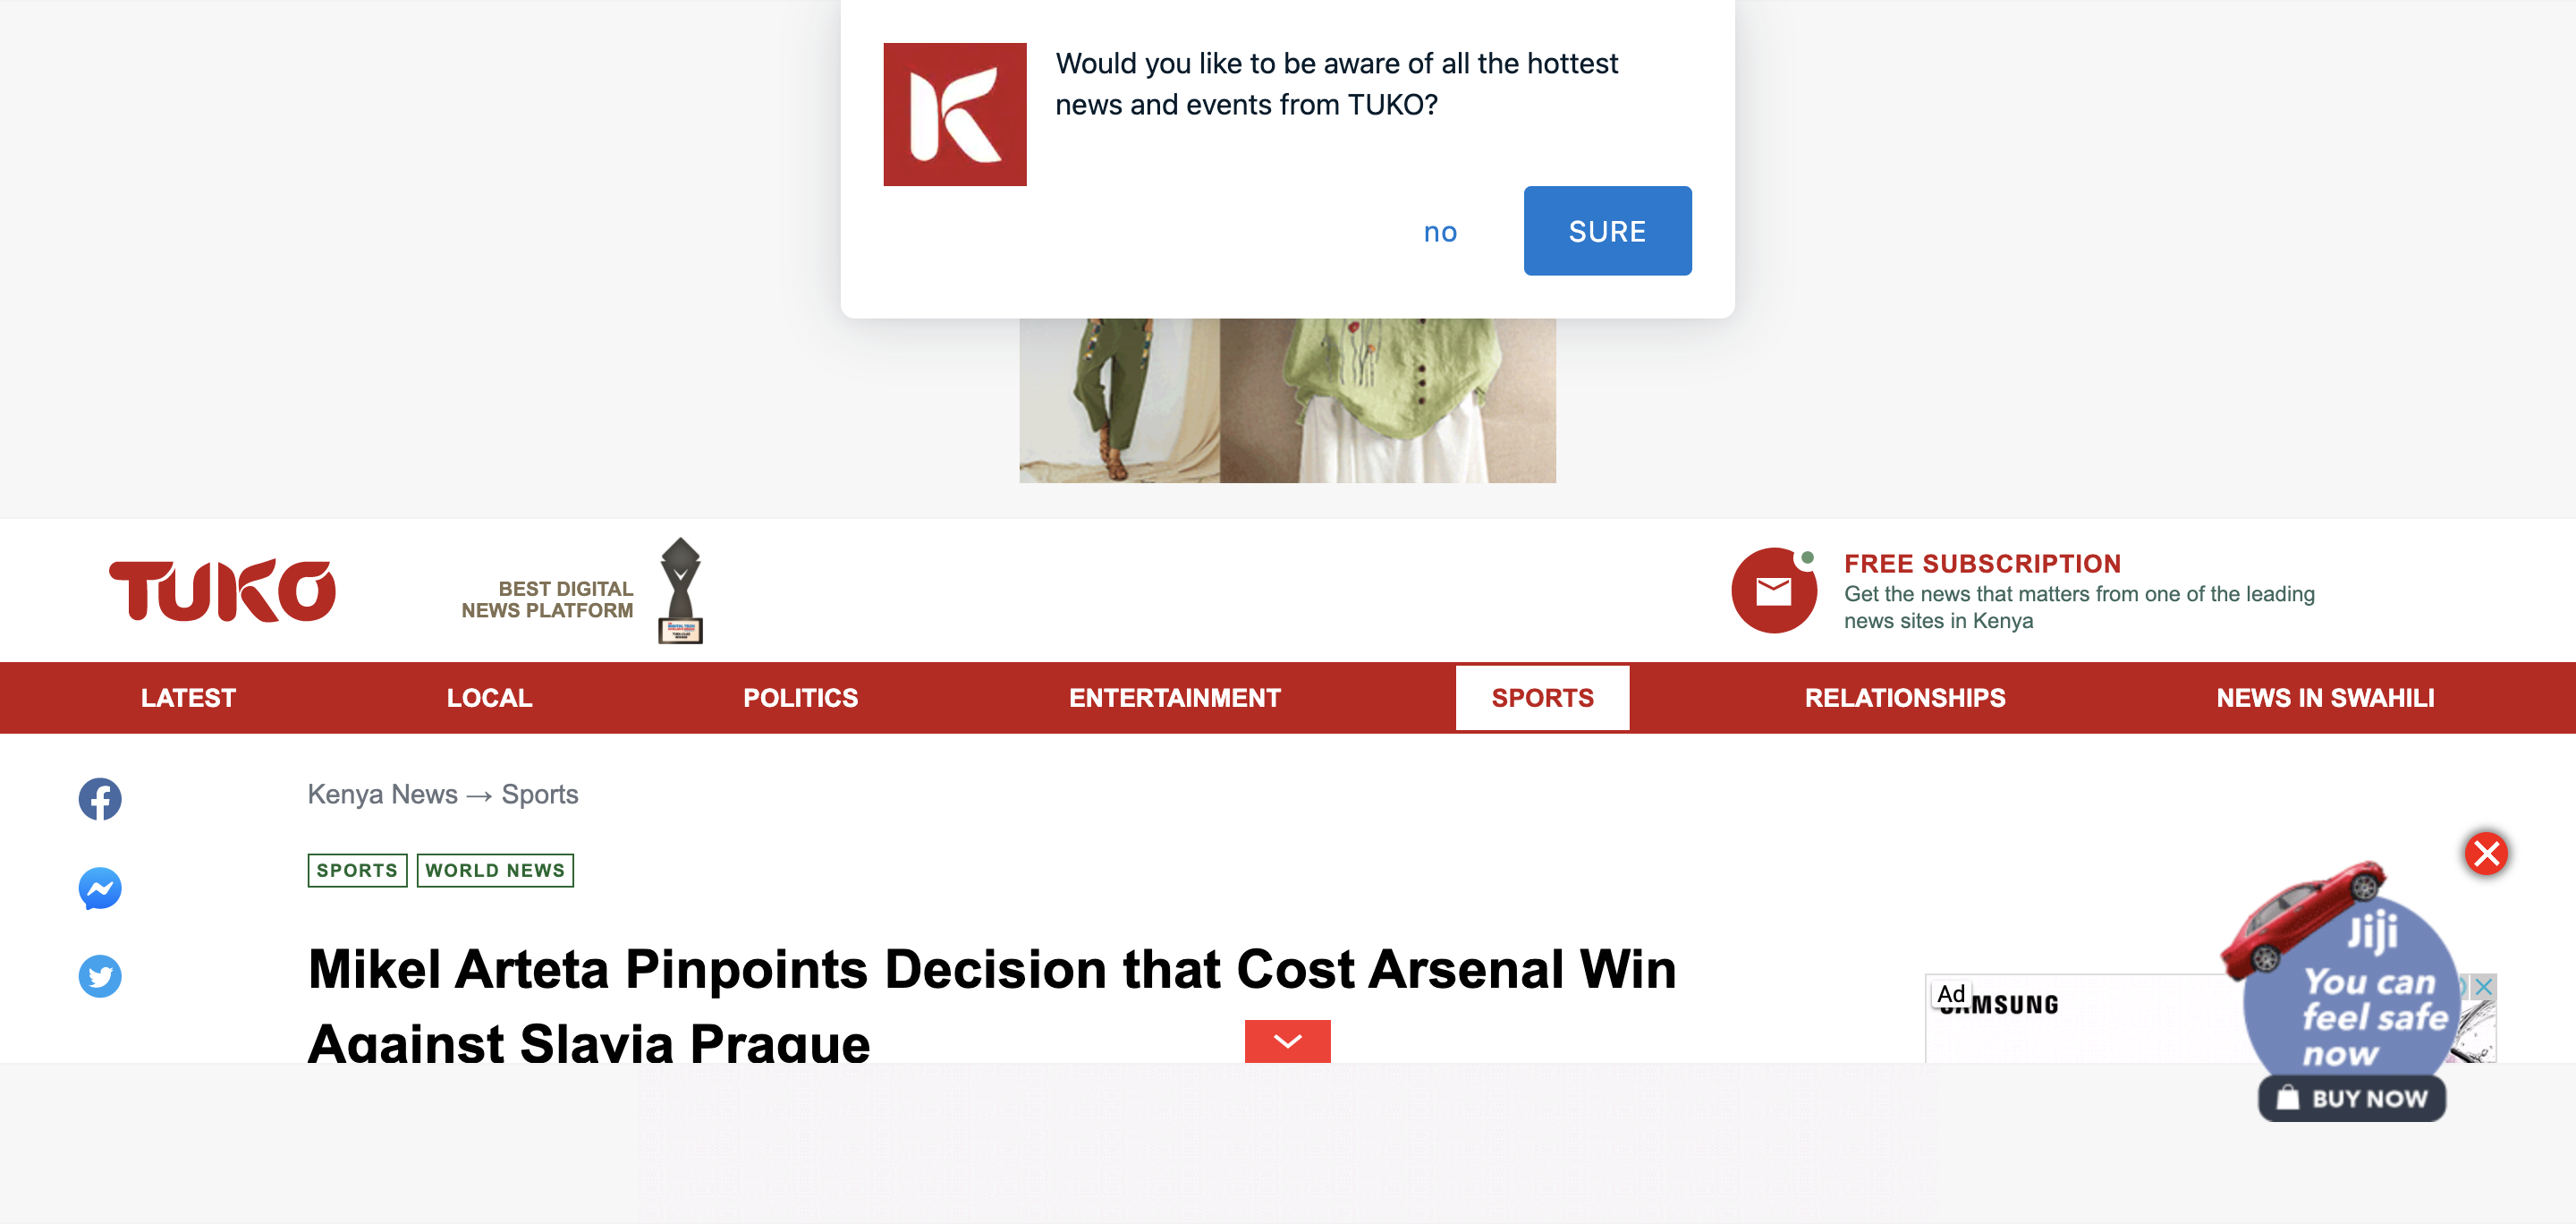 Would you like to be aware of all the hottest
news and events from TUKO?
no
SURE
TUKO
BEST DIGITAL
NEWS PLATFORM
FREE SUBSCRIPTION
Get the news that matters from one of the leading
news sites in Kenya
LATEST
LOCAL
POLITICS
ENTERTAINMENT
SPORTS
RELATIONSHIPS
NEWS IN SWAHILI
Kenya News → Sports
SPORTS
WORLD NEWS
Mikel Arteta Pinpoints Decision that Cost Arsenal Win
Against Slavia Prague
Ad
SAMSUNG
Jiji
You can
feel safe
now
BUY NOW